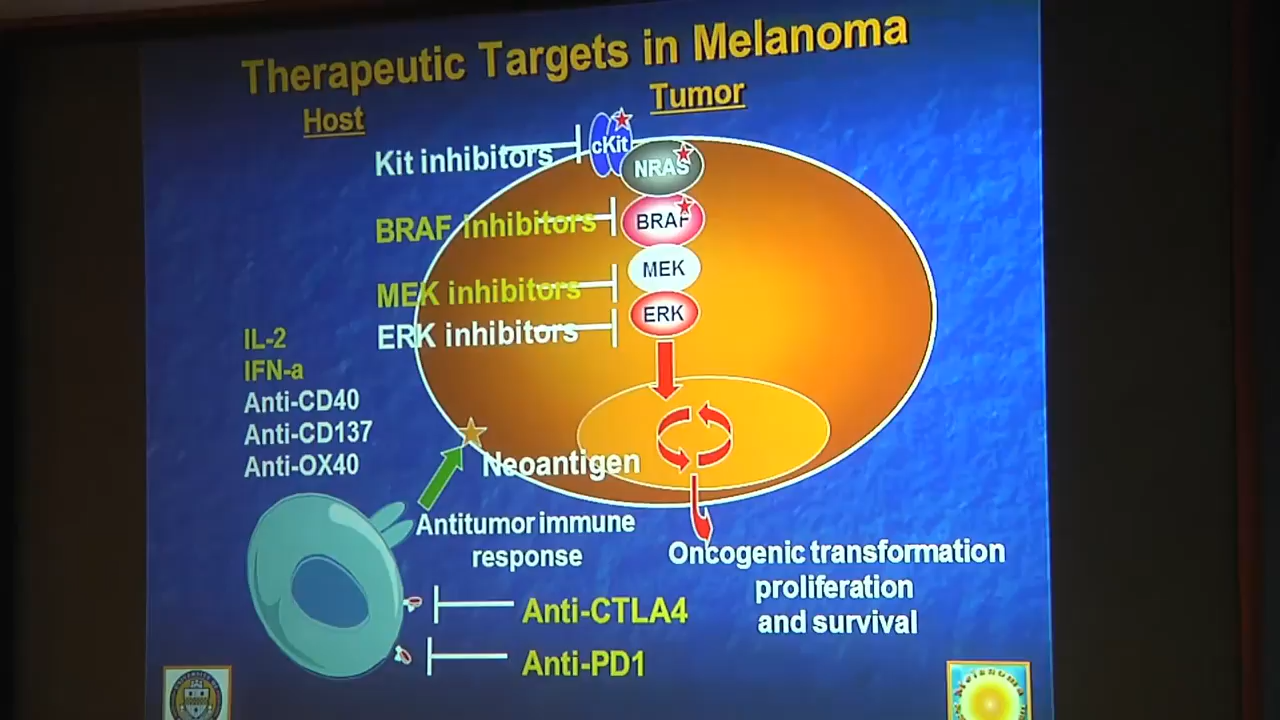 Therapeutic Targets in Melanoma
Host
Tumor
Kit inhibitors
cKit
NRAS
BRAF inhibitors
BRAF
MEK inhibitors
MEK
ERK inhibitors
ERK
IL-2
IFN-a
Anti-CD40
Anti-CD137
Anti-OX40
Neoantigen
Antitumor immune
response
Oncogenic transformation
proliferation
and survival
Anti-CTLA4
Anti-PD1